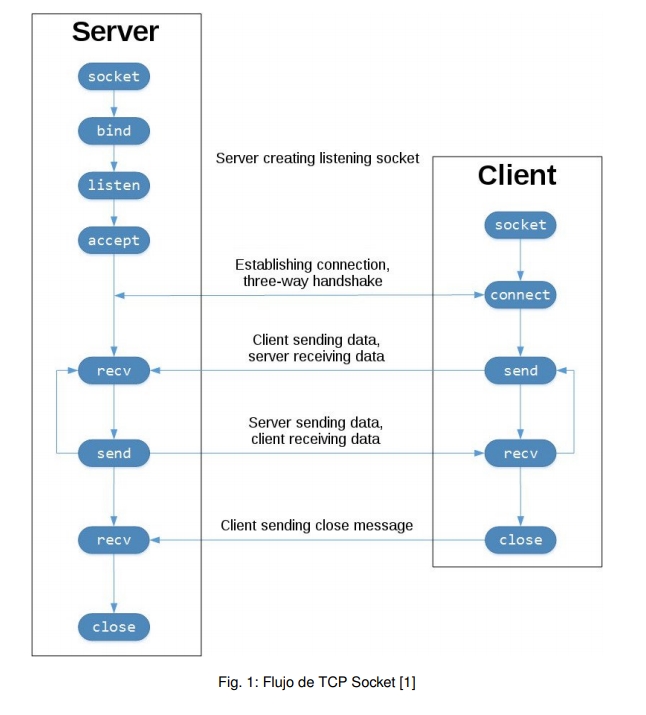 Server
socket
bind
listen
accept
recv
send
recv
close
Server creating listening socket
Establishing connection,
three-way handshake
Client sending data,
server receiving data
Server sending data,
client receiving data
Client sending close message
Client
socket
connect
send
recv
close
Fig. 1: Flujo de TCP Socket [1]